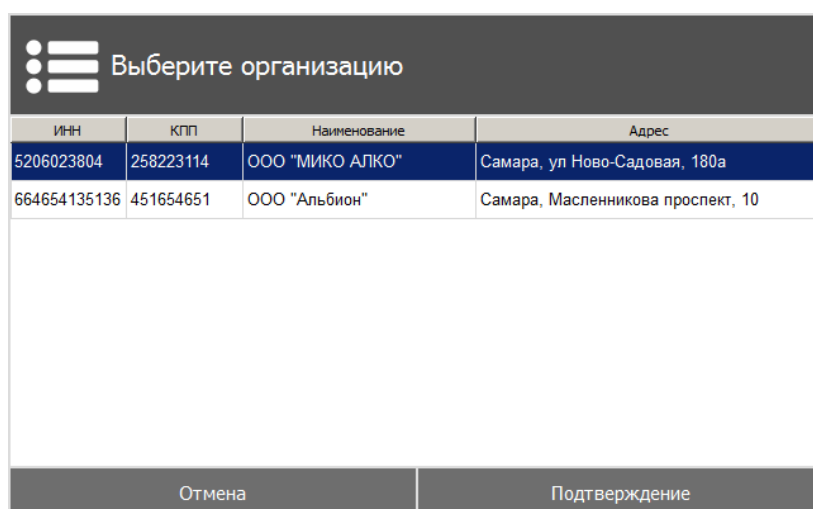 Выберите организацию
ИНН КПП Наименование Адрес
5206023804 258223114 ООО "МИКО АЛКО" Самара, ул Ново-Садовая, 180а
664654135136 451654651 ООО "Альбион" Самара, Масленникова проспект, 10
Отмена Подтверждение